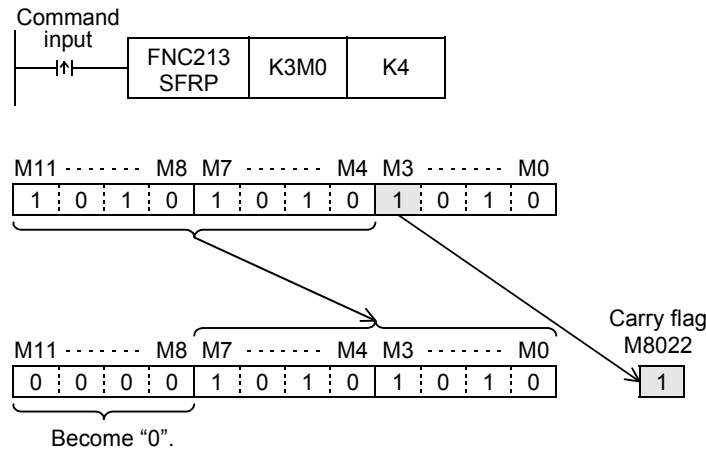 Command
input
FNC213
SFRP
K3M0
K4
M11 ------- M8 M7 ------- M4 M3 ------- M0
1 0 1 0 1 0 1 0 1 0 1 0
Carry flag
M8022
M11 ------- M8 M7 ------- M4 M3 ------- M0
0 0 0 0 1 0 1 0 1 0 1 0
1
Become “0”.